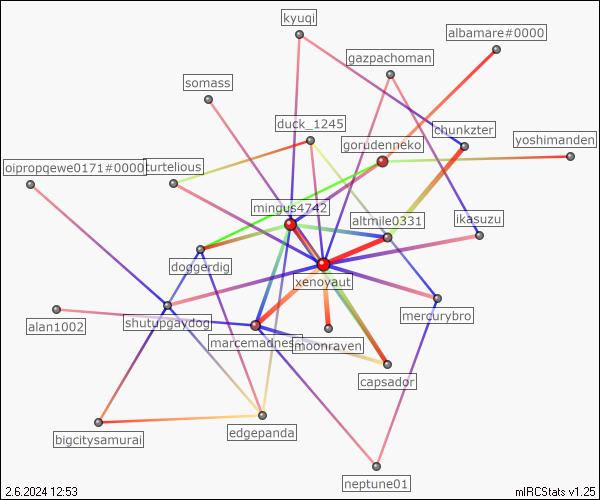 kyuqi
albamare#0000
gazpachoman
somass
duck_1245
chunkzter
gorudenneko
yoshimanden
oipropqewe0171#0000
turtelious
mingus4742
altmile0331
ikasuzu
doggerdig
xenoyaut
mercurybro
shutupgaydog
alan1002
marcemadness
moonraven
capsador
edgepanda
bigcitysamurai
neptune01
2.6.2024 12:53
mIRCStats v1.25